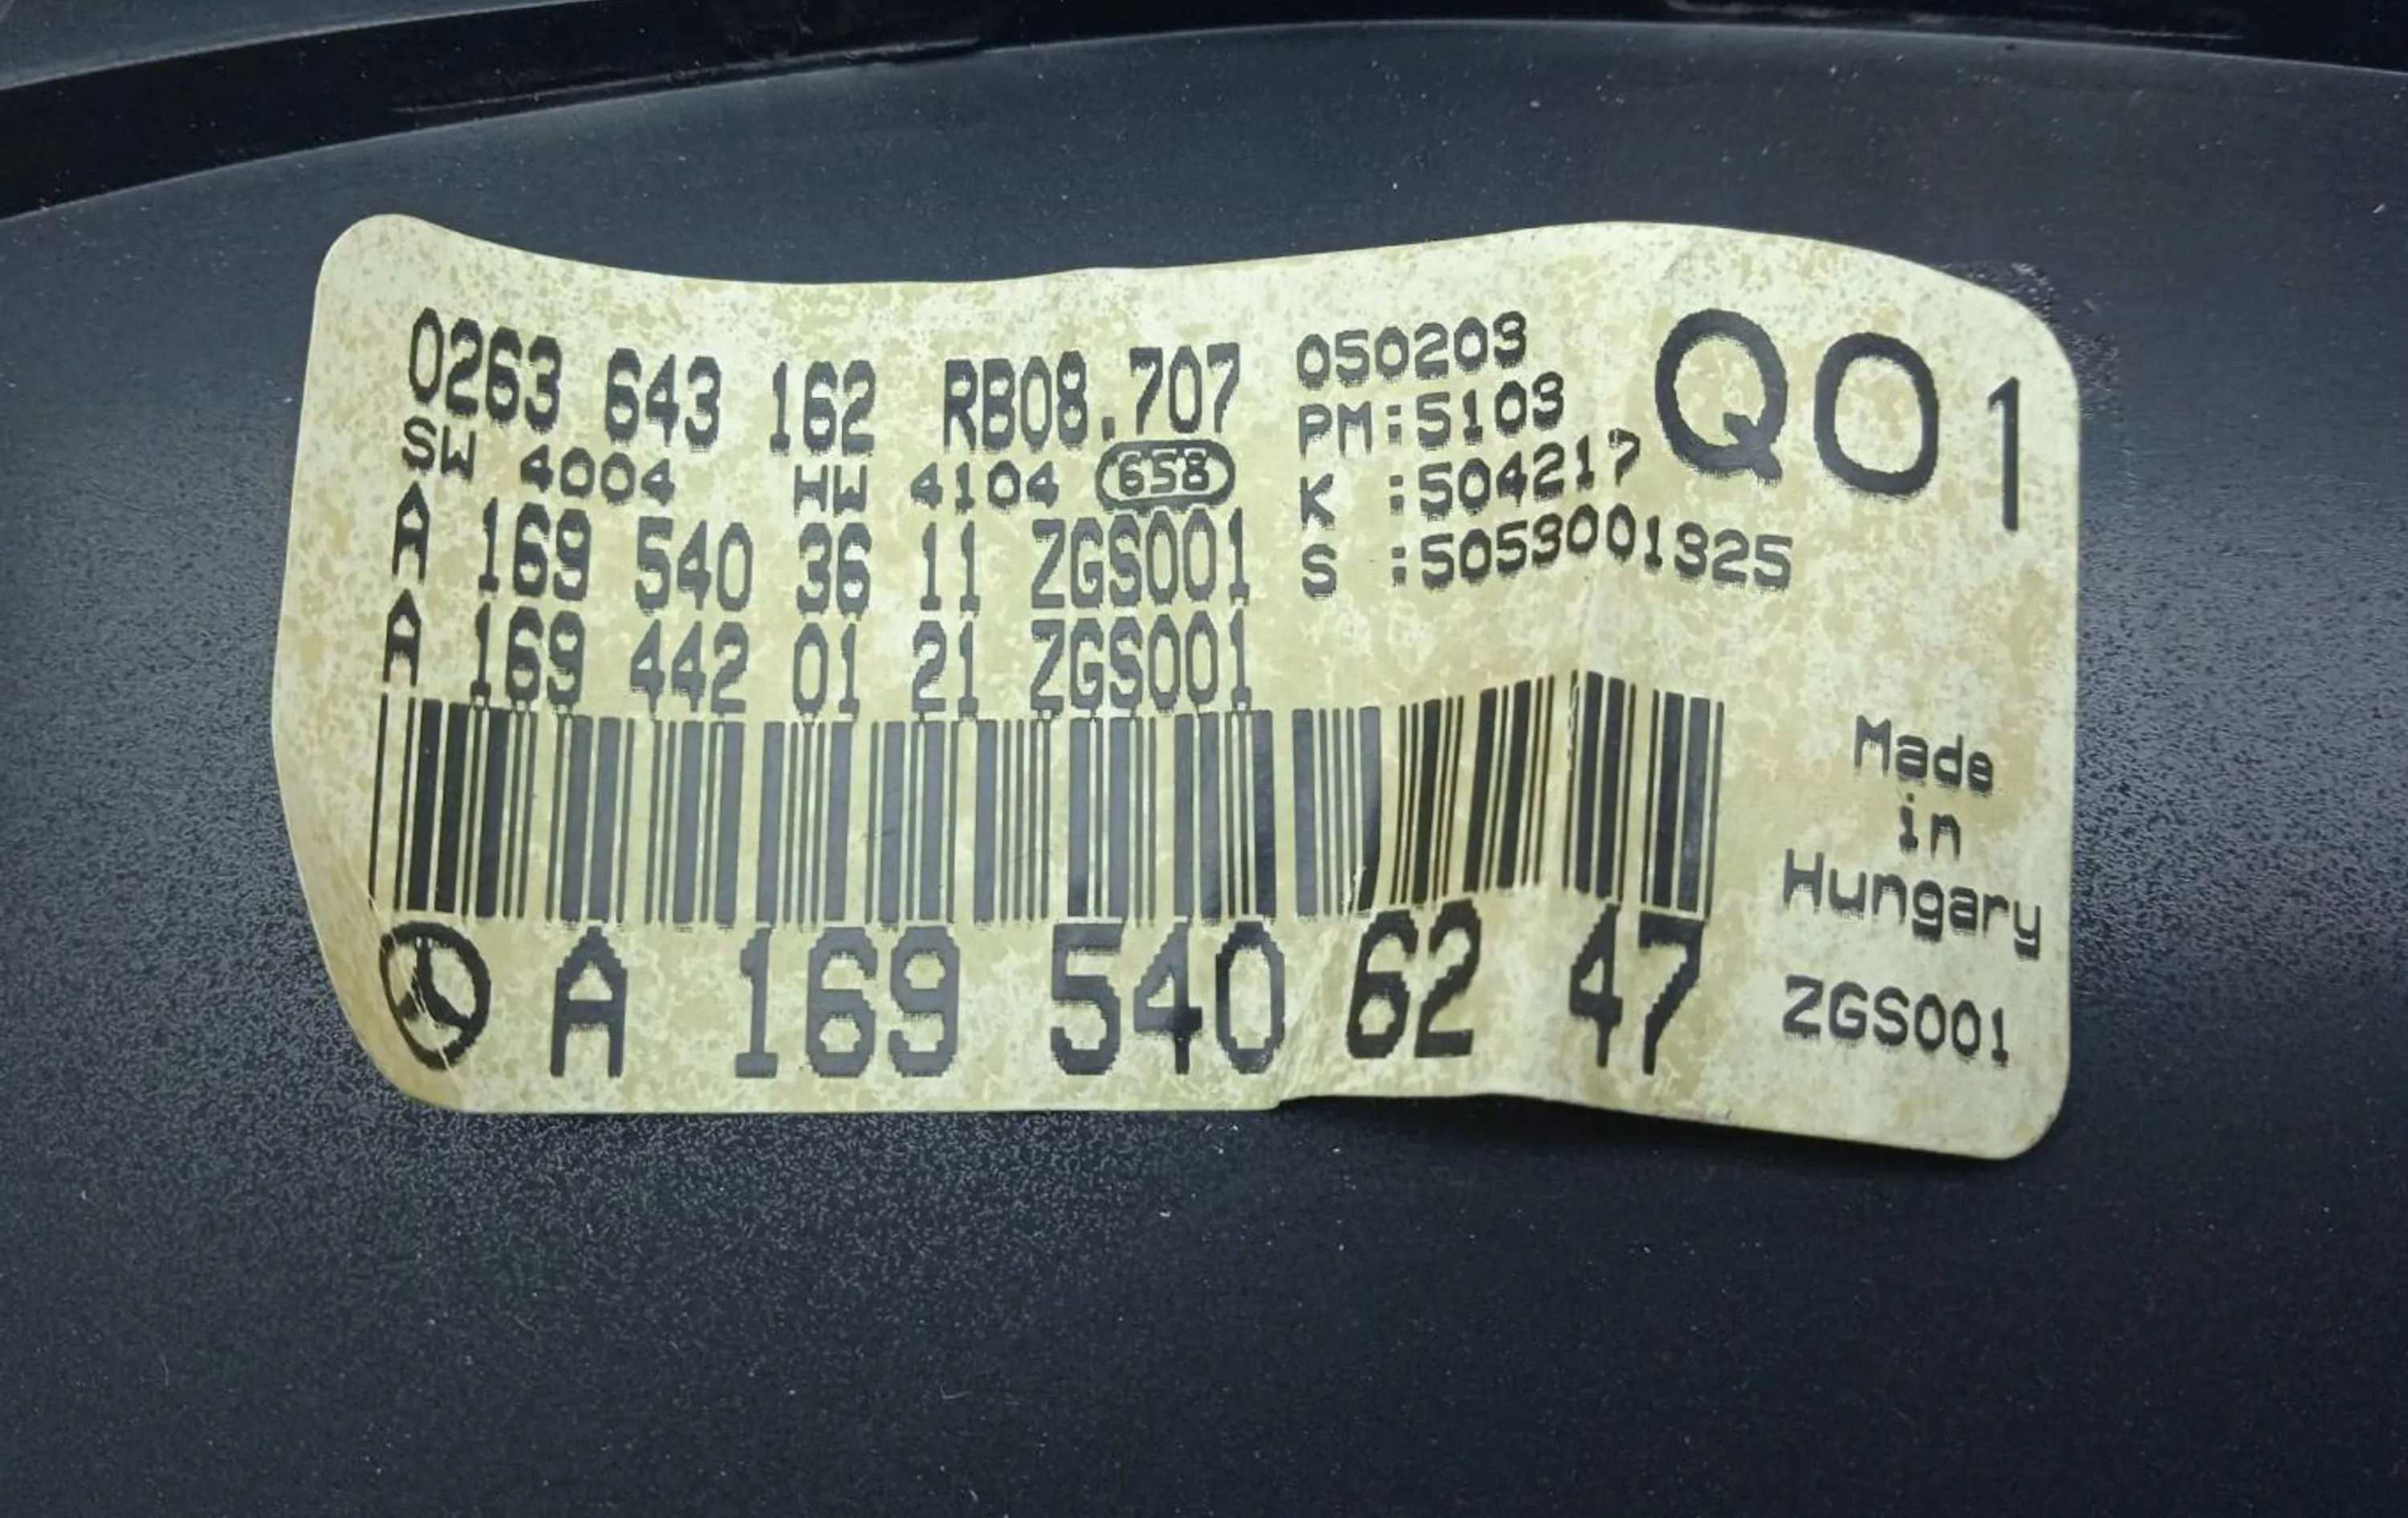 0263 643 162 RB08.707
SW 4004 HW 4104 658
A 169 540 36 11 ZGS001
A 169 442 01 21 ZGS001
050203
PM:5103
K :504217
S :5053001325
Q01
A 169 540 62 47
Made
in
Hungary
ZGS001